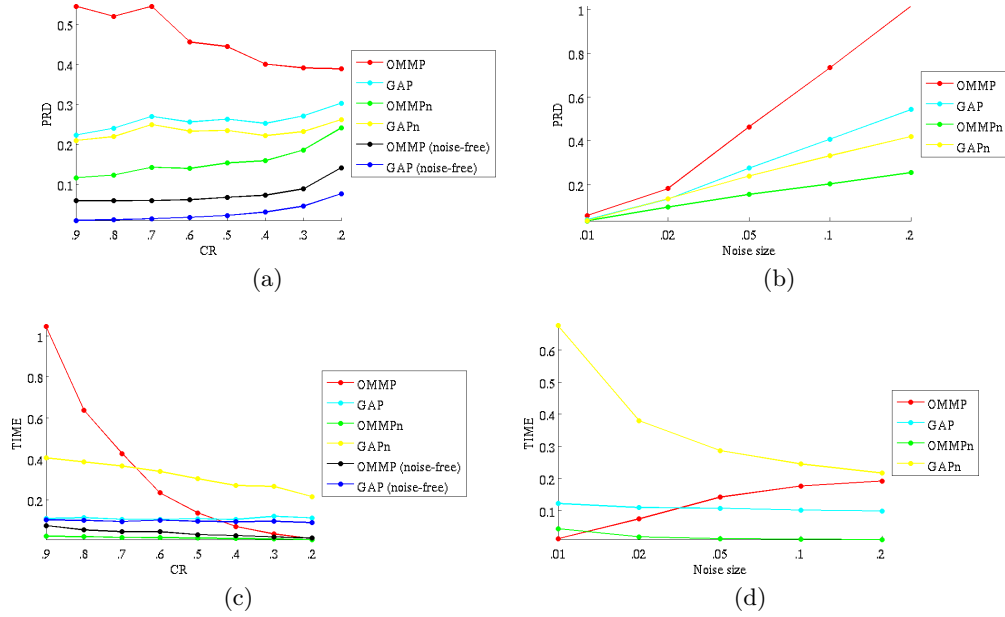 PRD
0.5
0.4
0.3
0.2
0.1
.9 .8 .7 .6 .5 .4 .3 .2
CR
OMMP
GAP
OMMPn
GAPn
OMMP (noise-free)
GAP (noise-free)
(a)
PRD
1
0.8
0.6
0.4
0.2
.01 .02 .05 .1 .2
Noise size
OMMP
GAP
OMMPn
GAPn
(b)
TIME
1
0.8
0.6
0.4
0.2
.9 .8 .7 .6 .5 .4 .3 .2
CR
OMMP
GAP
OMMPn
GAPn
OMMP (noise-free)
GAP (noise-free)
(c)
TIME
0.6
0.5
0.4
0.3
0.2
0.1
.01 .02 .05 .1 .2
Noise size
OMMP
GAP
OMMPn
GAPn
(d)